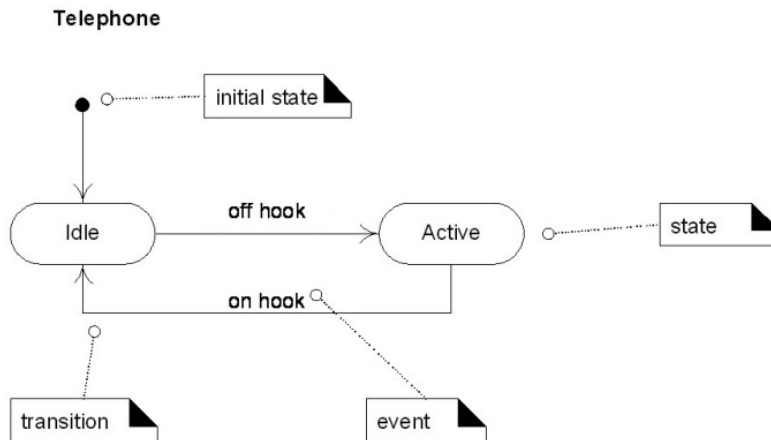 Telephone
initial state
off hook
Idle
Active
state
on hook
transition
event